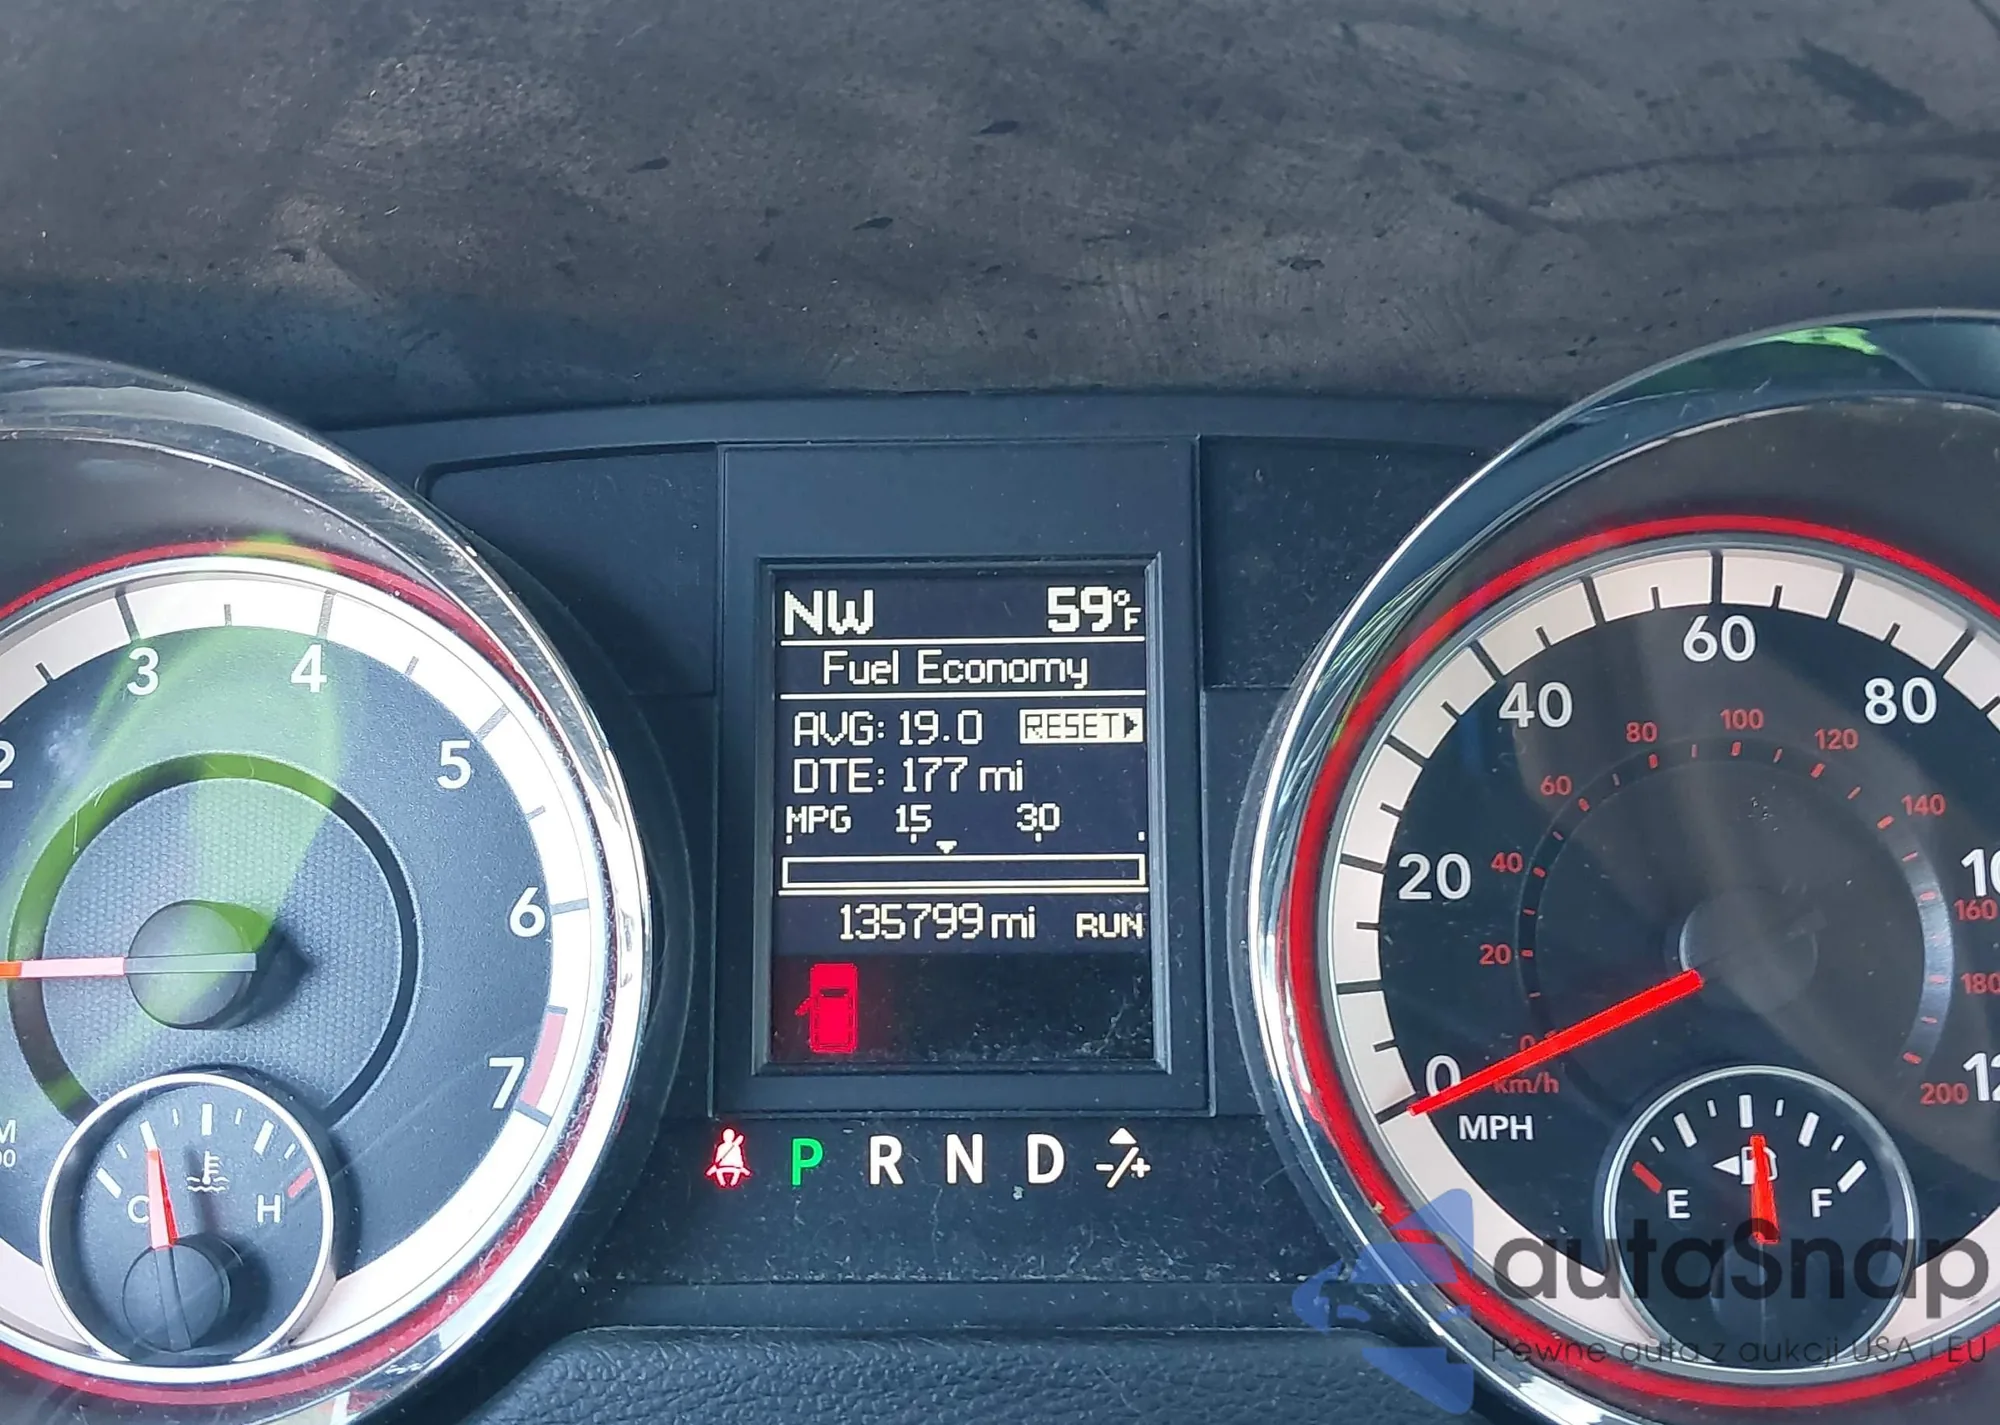 NW 59°F
Fuel Economy
AVG: 19.0 RESET
DTE: 177 mi
MPG 15 30
135799 mi RUN
P R N D -/+
2 3 4 5 6 7
C H
0 20 40 60 80
20 40 60 80 100 120 140 160 180 200
km/h
MPH
E F
autaSnap
Pewne auta z aukcji USA i EU